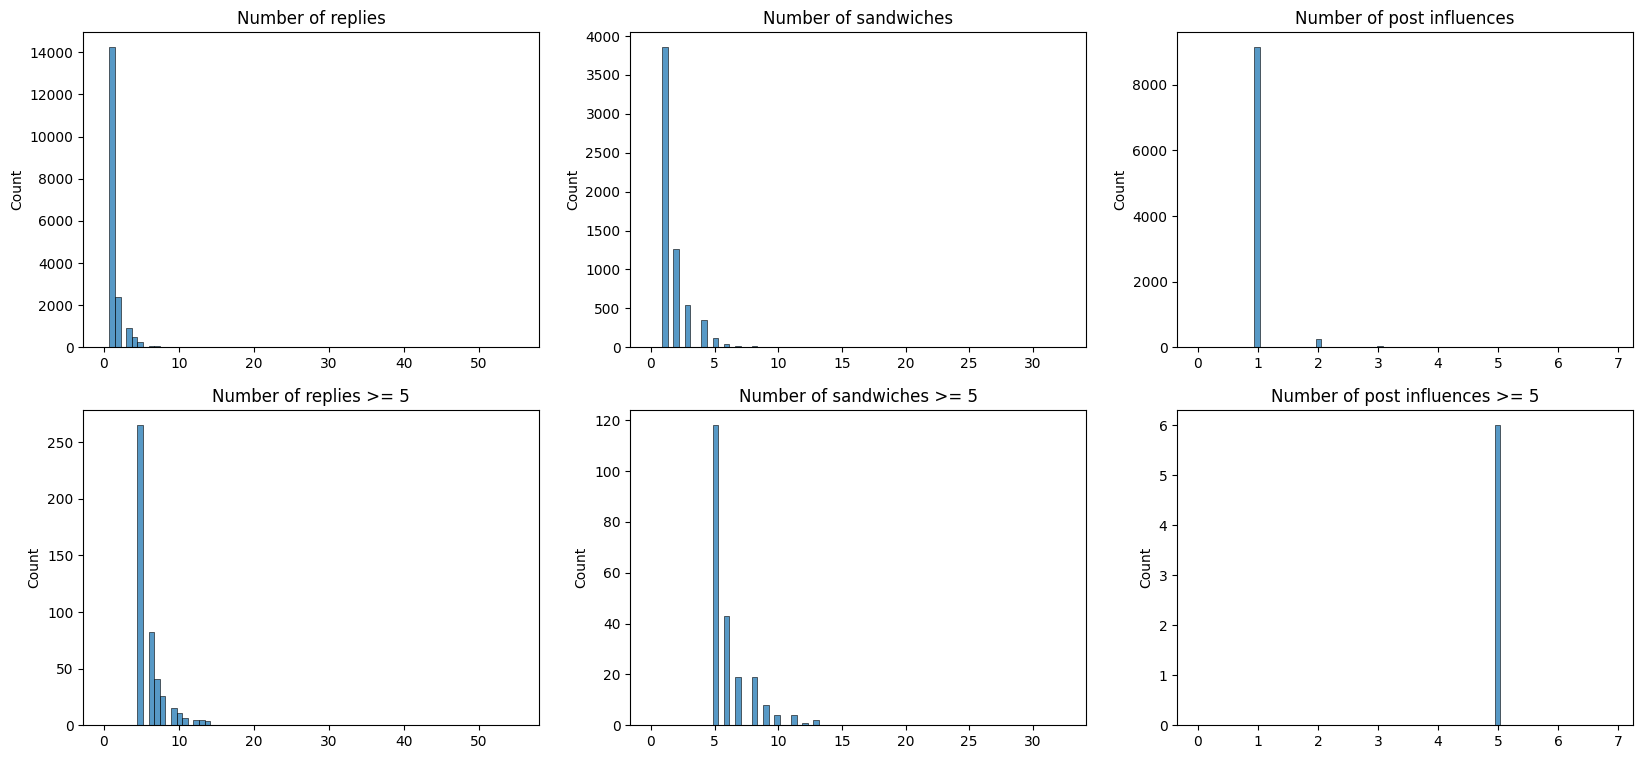 Number of replies
Number of sandwiches
Number of post influences
Count
14000
12000
10000
8000
6000
4000
2000
0
0 10 20 30 40 50
Count
4000
3500
3000
2500
2000
1500
1000
500
0
0 5 10 15 20 25 30
Count
8000
6000
4000
2000
0
0 1 2 3 4 5 6 7
Number of replies >= 5
Number of sandwiches >= 5
Number of post influences >= 5
Count
250
200
150
100
50
0
0 10 20 30 40 50
Count
120
100
80
60
40
20
0
0 5 10 15 20 25 30
Count
6
5
4
3
2
1
0
0 1 2 3 4 5 6 7